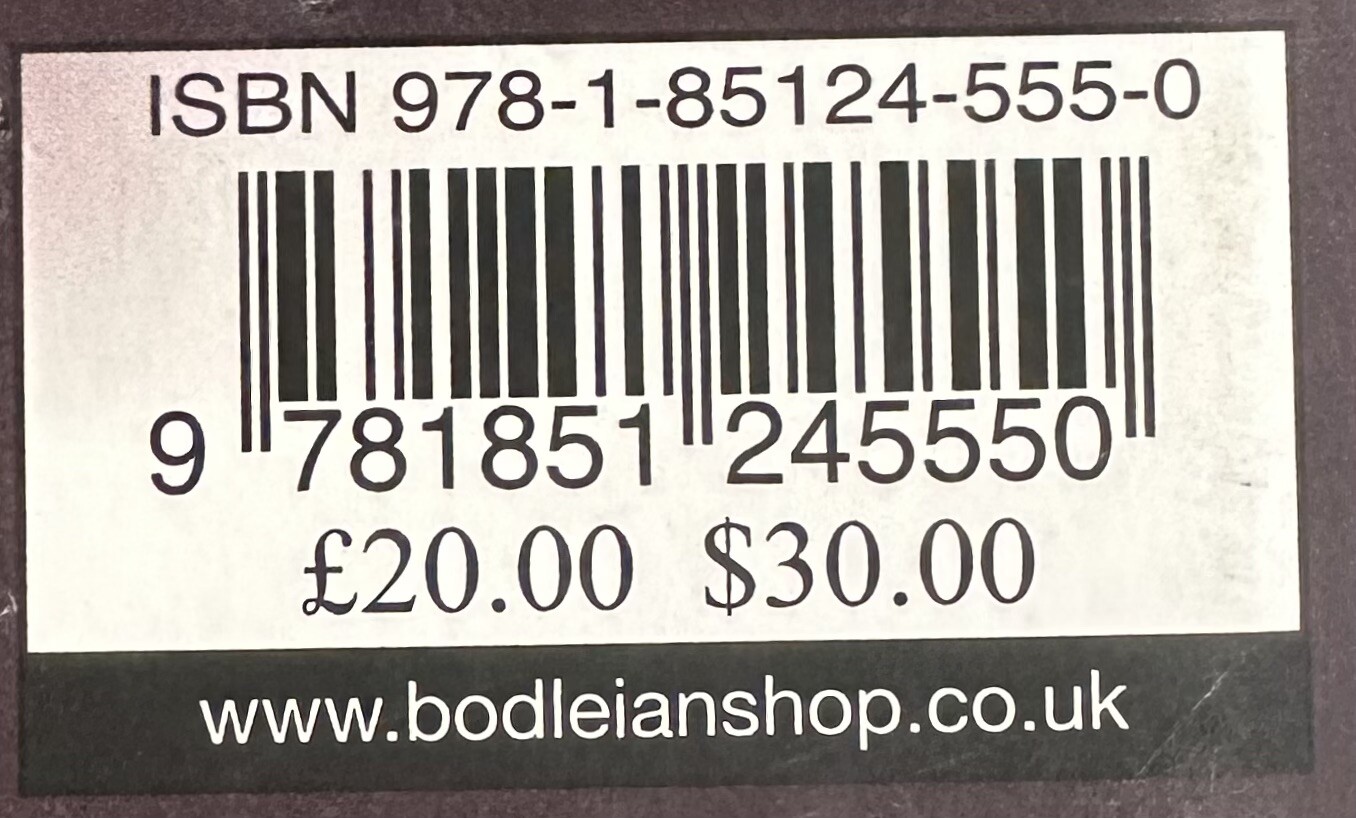 ISBN 978-1-85124-555-0
9 781851 245550
£20.00 $30.00
www.bodleianshop.co.uk